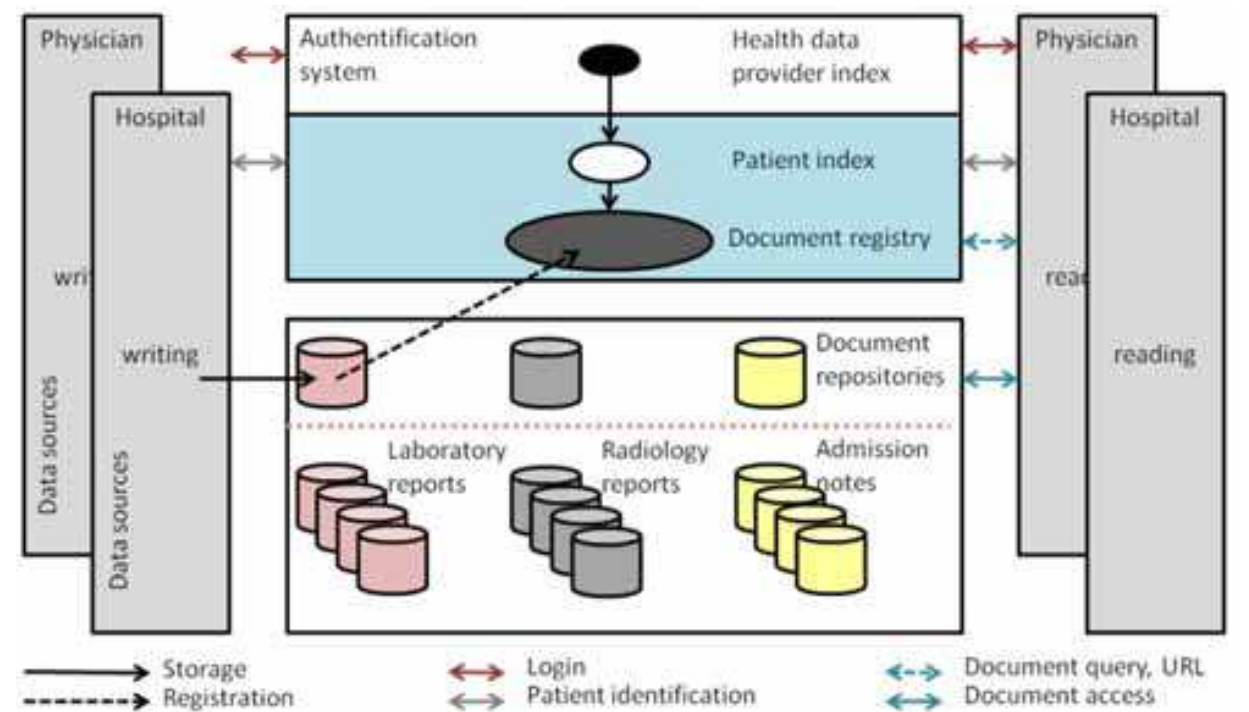 Physician
Hospital
writ
writing
Data sources
Data sources
Authentification
system
Health data
provider index
Patient index
Document registry
Document
repositories
Laboratory
reports
Radiology
reports
Admission
notes
Physician
Hospital
reac
reading
Storage
Registration
Login
Patient identification
Document query, URL
Document access